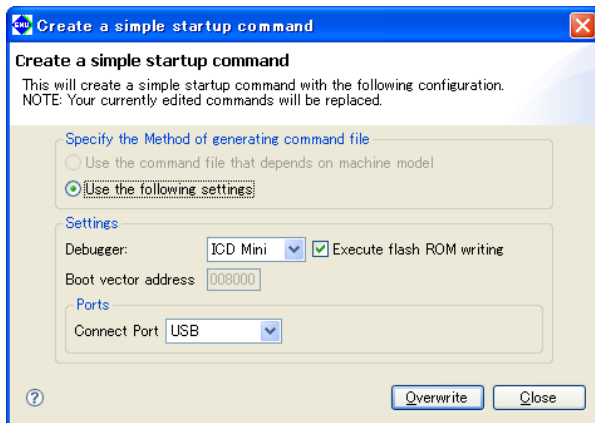 GNU Create a simple startup command
Create a simple startup command
This will create a simple startup command with the following configuration.
NOTE: Your currently edited commands will be replaced.
Specify the Method of generating command file
Use the command file that depends on machine model
Use the following settings
Settings
Debugger: ICD Mini Execute flash ROM writing
Boot vector address 008000
Ports
Connect Port USB
? Overwrite Close